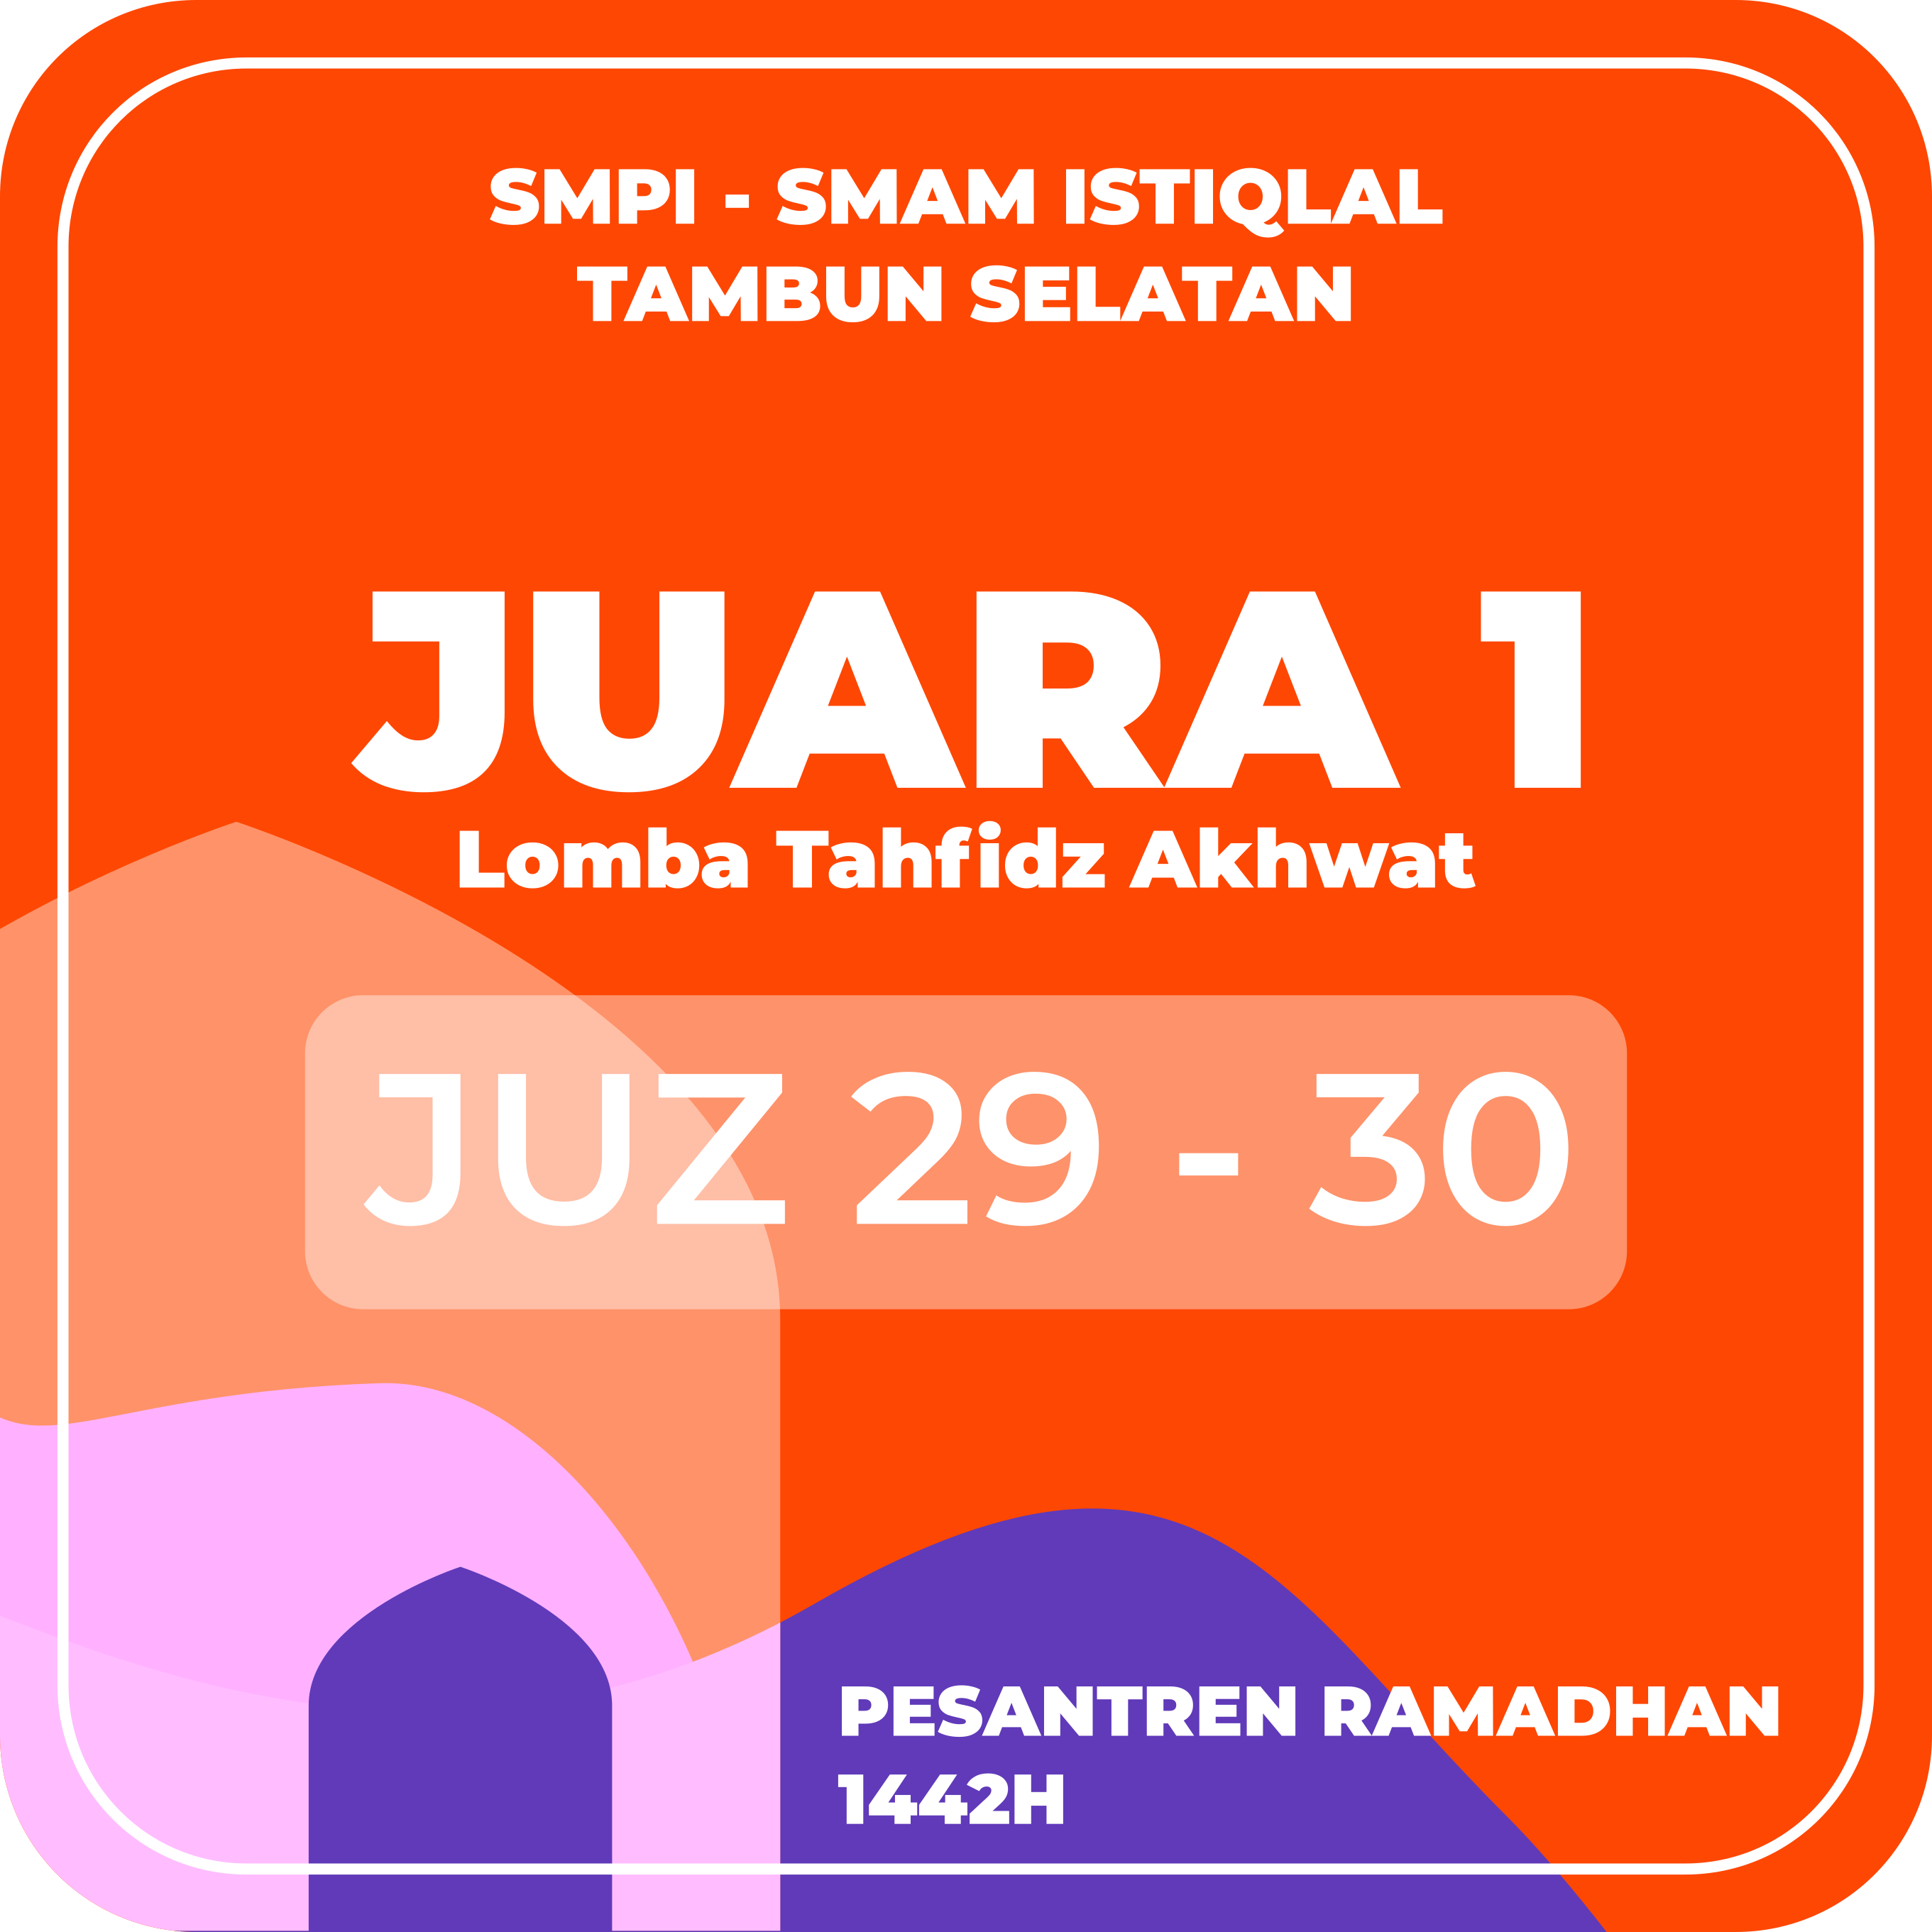 SMPI - SMAM ISTIQLAL
TAMBUN SELATAN
JUARA 1
Lomba Tahfidz Akhwat
JUZ 29 - 30
PESANTREN RAMADHAN
1442H